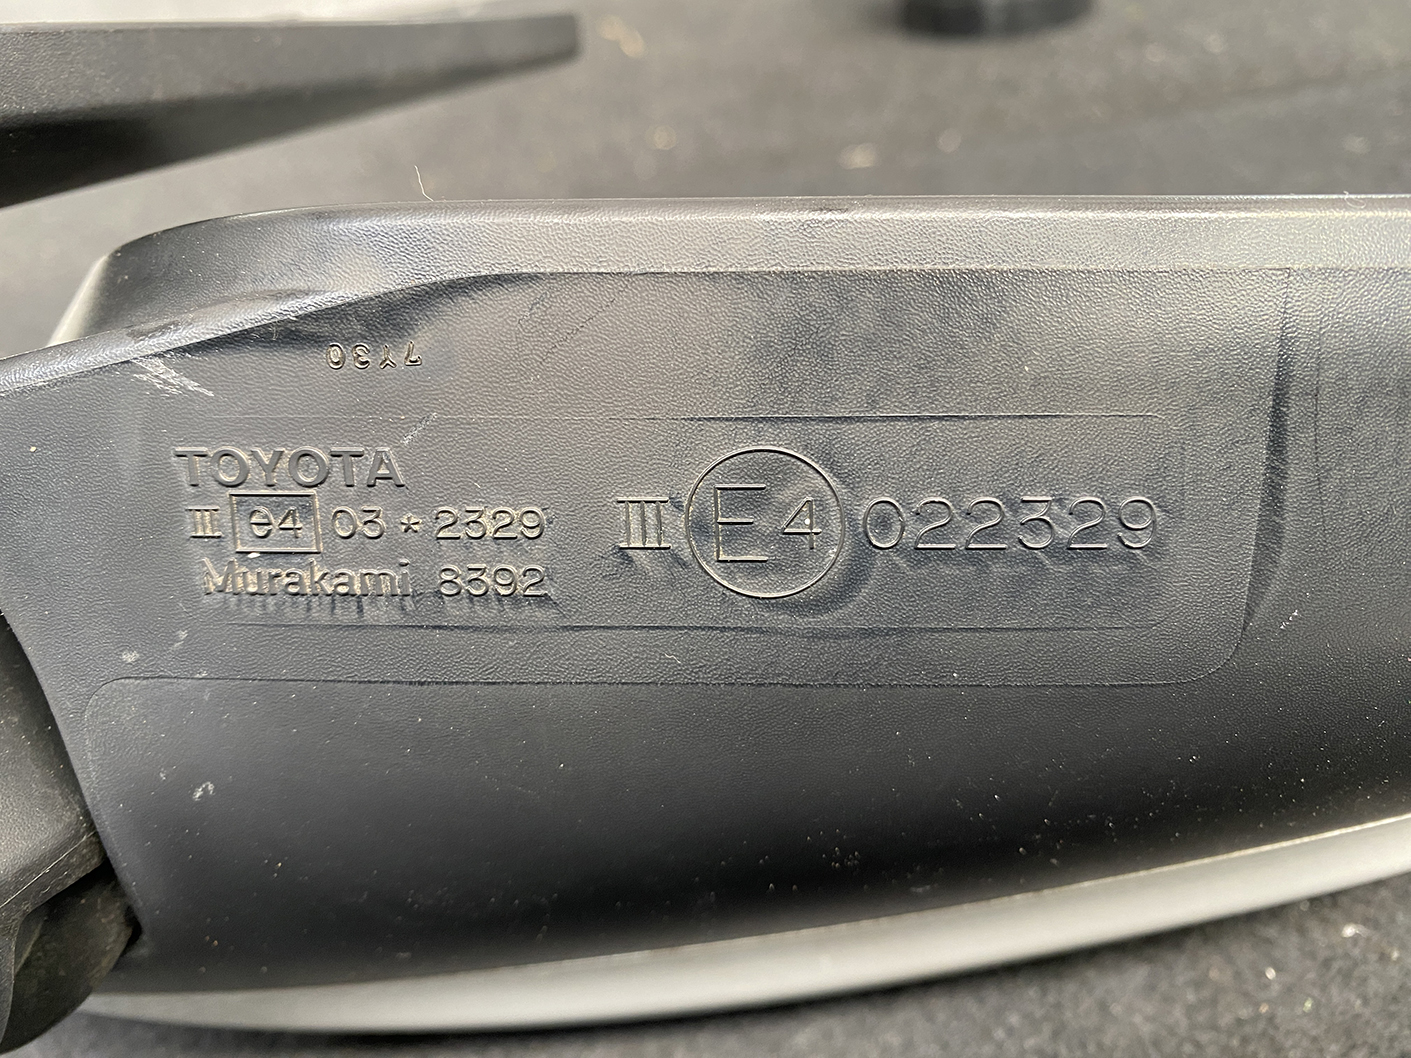 7Y30
TOYOTA
III e4 03 * 2329
Murakami 8392
III E4 022329